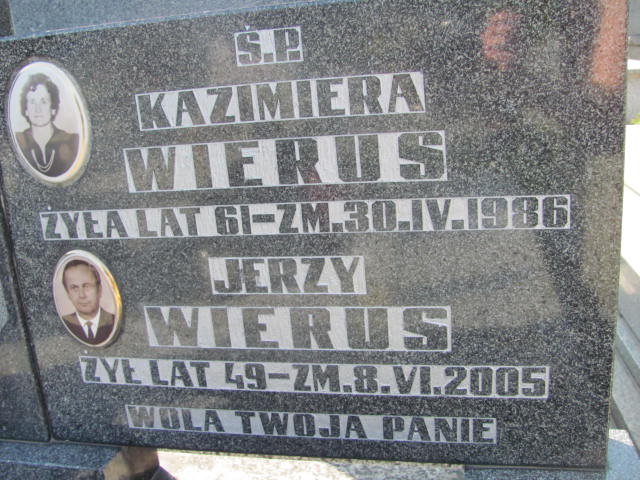 Ś.P.
KAZIMIERA
WIERUS
ŻYŁA LAT 61-ZM.30.IV.1986
JERZY
WIERUS
ŻYŁ LAT 49-ZM.8.VI.2005
WOLA TWOJA PANIE